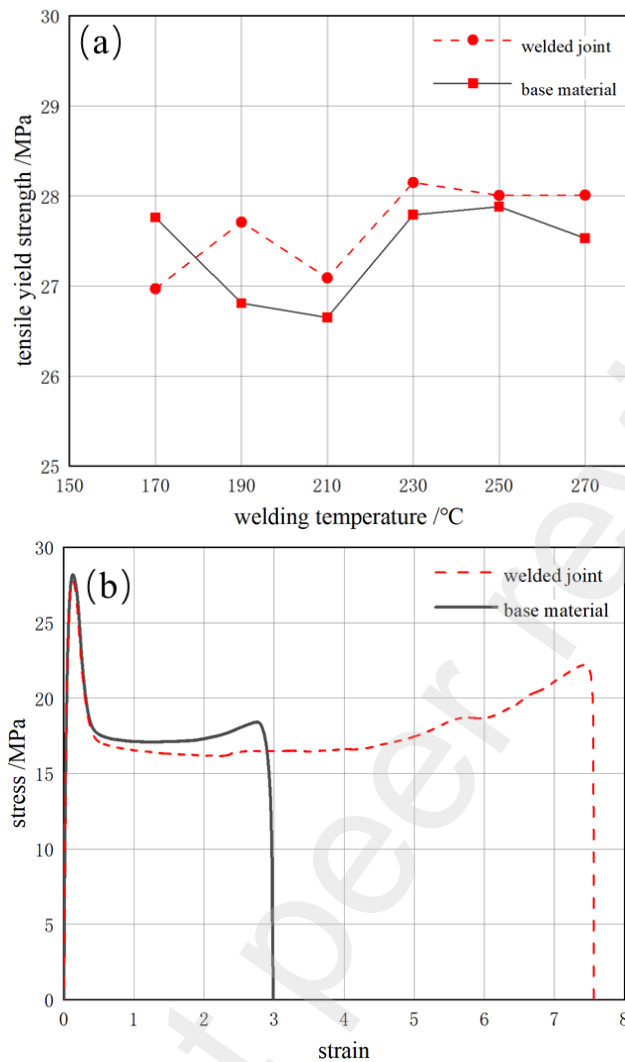 (a)
welded joint
base material
tensile yield strength /MPa
30
29
28
27
26
25
150 170 190 210 230 250 270
welding temperature /℃
(b)
welded joint
base material
stress /MPa
30
25
20
15
10
5
0
0 1 2 3 4 5 6 7 8
strain
t peer revi